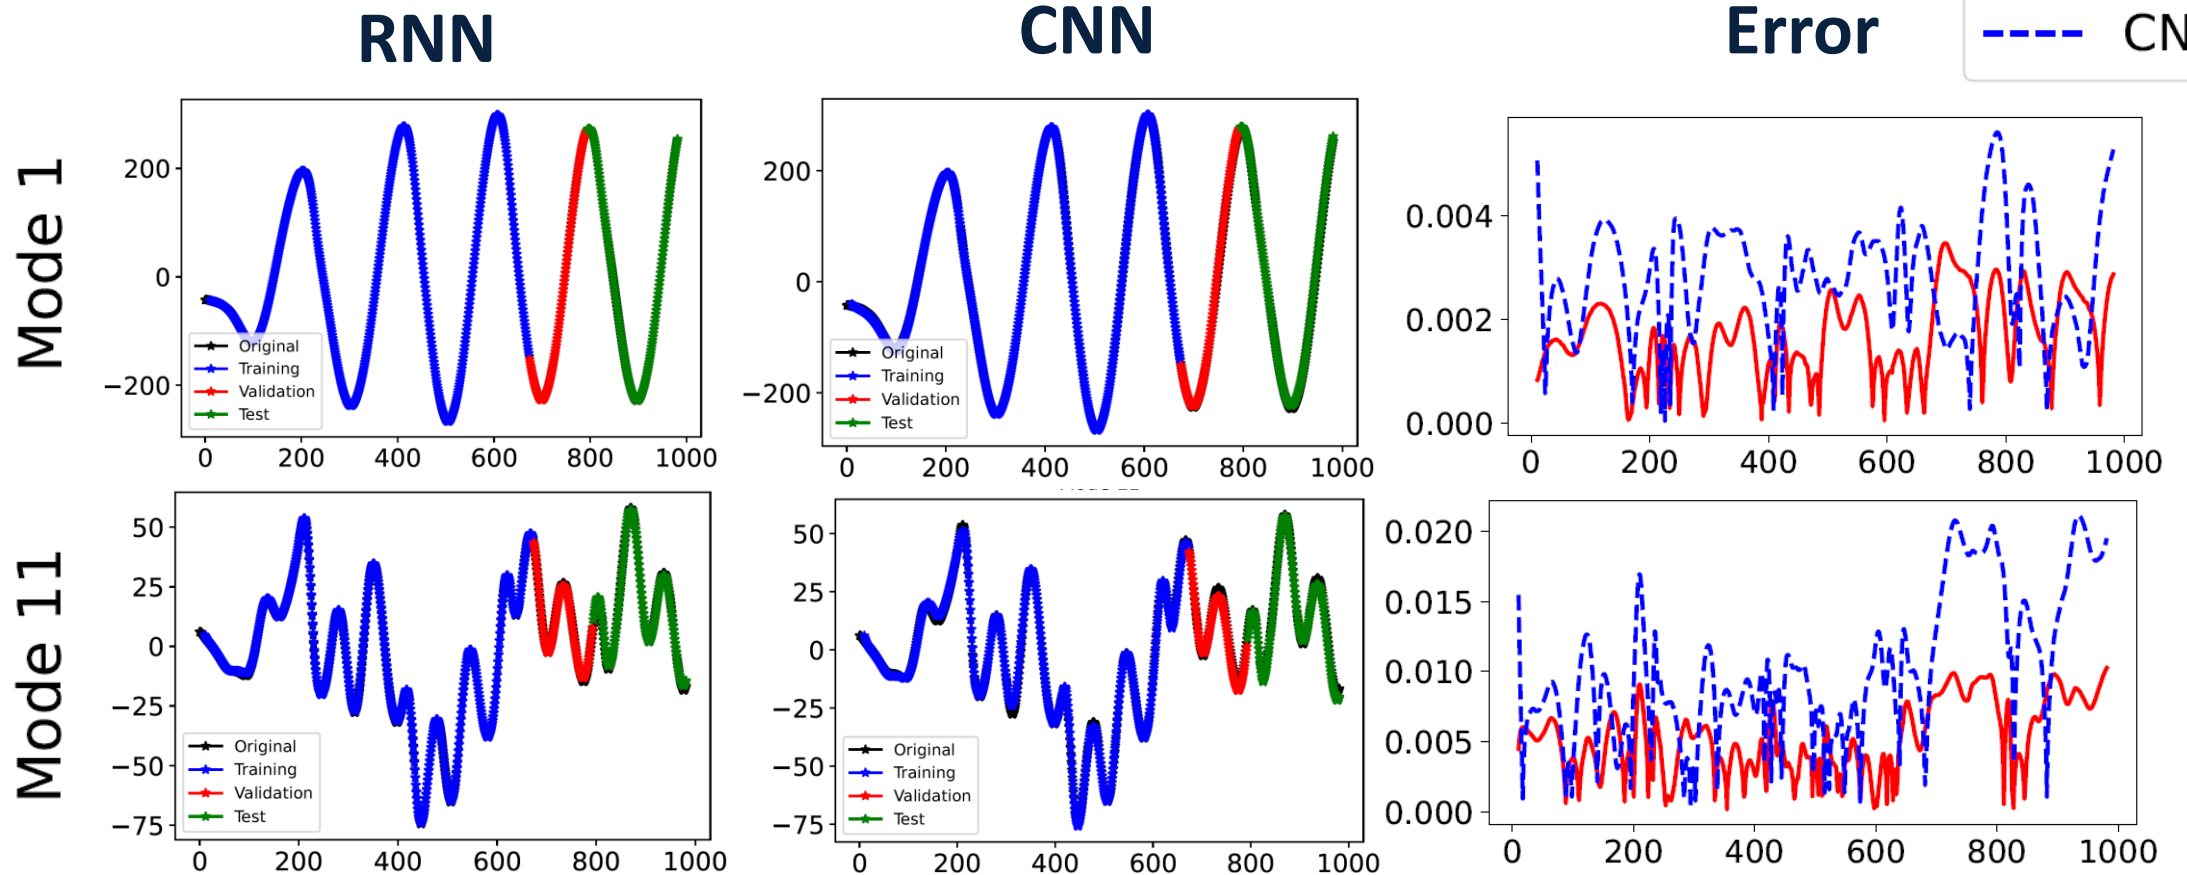 RNN
CNN
Error
CN
Mode 1
200
0
−200
Original
Training
Validation
Test
0 200 400 600 800 1000
200
0
−200
Original
Training
Validation
Test
0 200 400 600 800 1000
0.004
0.002
0.000
0 200 400 600 800 1000
Mode 11
50
25
0
−25
−50
−75
Original
Training
Validation
Test
0 200 400 600 800 1000
50
25
0
−25
−50
−75
Original
Training
Validation
Test
0 200 400 600 800 1000
0.020
0.015
0.010
0.005
0.000
0 200 400 600 800 1000